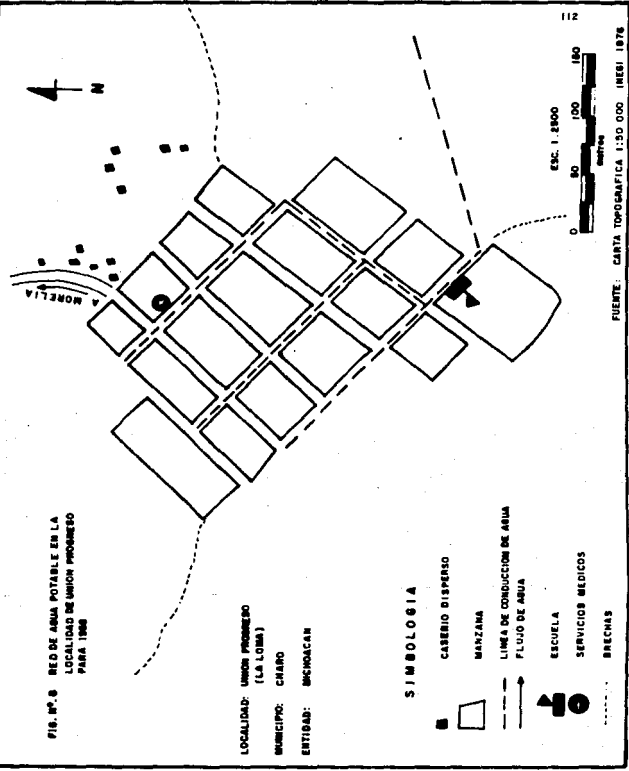 112
FIG. Nº. 8 RED DE AGUA POTABLE EN LA
LOCALIDAD DE UNION PROGRESO
PARA 1988
N
A MORELIA
LOCALIDAD: UNION PROGRESO
(LA LOMA)
MUNICIPIO: CHARO
ENTIDAD: MICHOACAN
SIMBOLOGIA
CASERIO DISPERSO
MANZANA
LINEA DE CONDUCCION DE AGUA
FLUJO DE AGUA
ESCUELA
SERVICIOS MEDICOS
BRECHAS
ESC. 1:2500
0 50 100 150
metros
FUENTE: CARTA TOPOGRAFICA 1:50 000 INEGI 1976